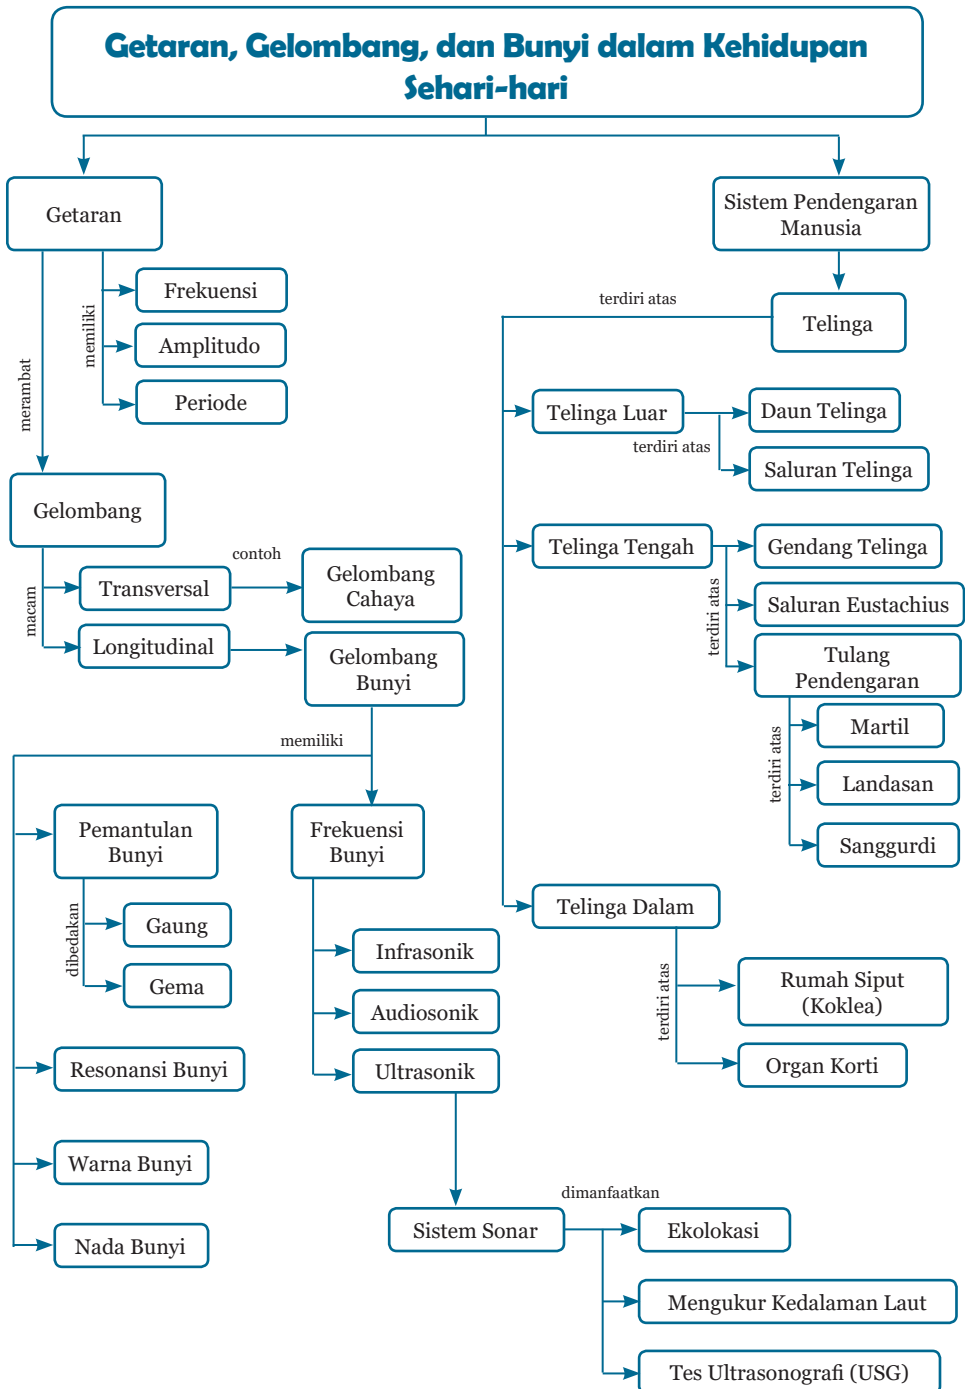 Getaran, Gelombang, dan Bunyi dalam Kehidupan
Sehari-hari
Getaran
memiliki
Frekuensi
Amplitudo
Periode
merambat
Gelombang
macam
Transversal
contoh
Gelombang
Cahaya
Longitudinal
Gelombang
Bunyi
memiliki
Pemantulan
Bunyi
dibedakan
Gaung
Gema
Resonansi Bunyi
Warna Bunyi
Nada Bunyi
Frekuensi
Bunyi
Infrasonik
Audiosonik
Ultrasonik
Sistem Sonar
dimanfaatkan
Ekolokasi
Mengukur Kedalaman Laut
Tes Ultrasonografi (USG)
Sistem Pendengaran
Manusia
Telinga
terdiri atas
Telinga Luar
terdiri atas
Daun Telinga
Saluran Telinga
Telinga Tengah
terdiri atas
Gendang Telinga
Saluran Eustachius
Tulang
Pendengaran
terdiri atas
Martil
Landasan
Sanggurdi
Telinga Dalam
terdiri atas
Rumah Siput
(Koklea)
Organ Korti